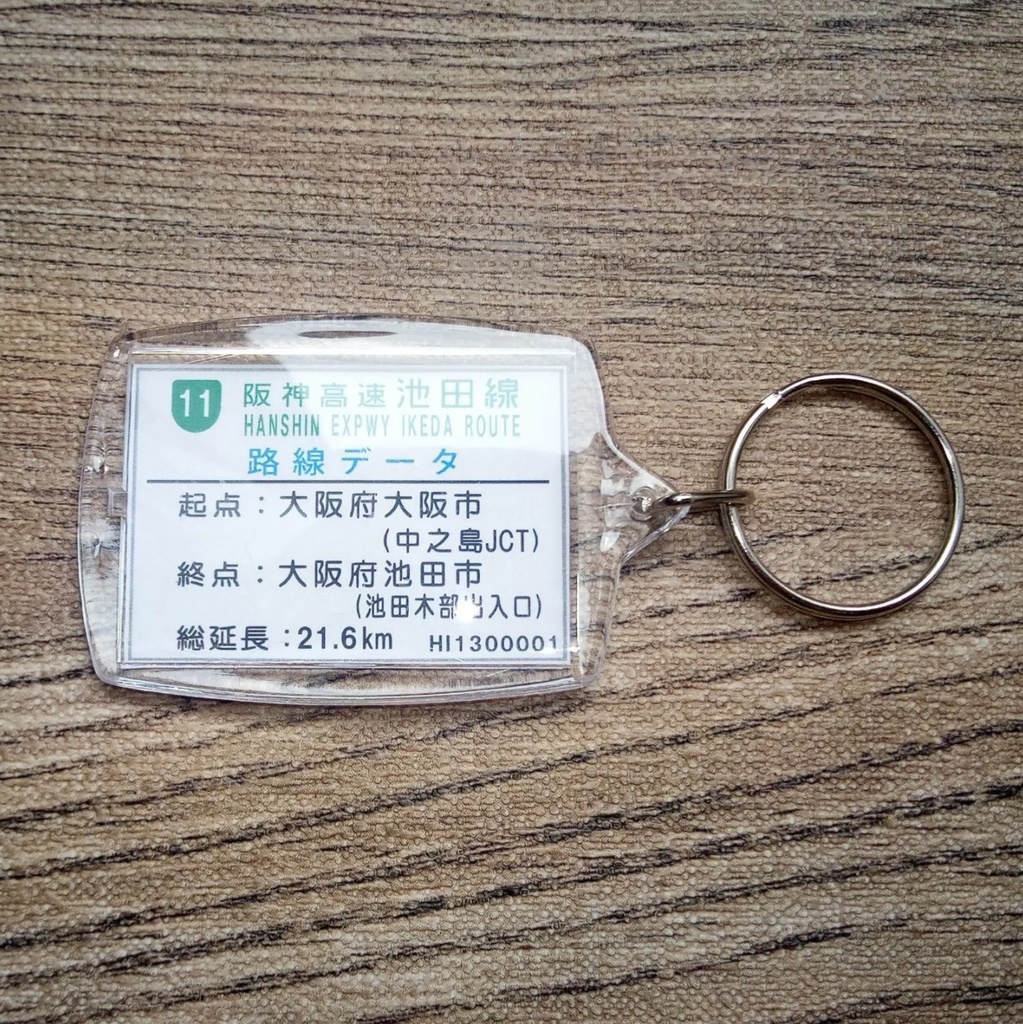 11 阪神高速池田線
HANSHIN EXPWY IKEDA ROUTE
路線データ
起点:大阪府大阪市
(中之島JCT)
終点:大阪府池田市
(池田木部出入口)
総延長:21.6km HI1300001